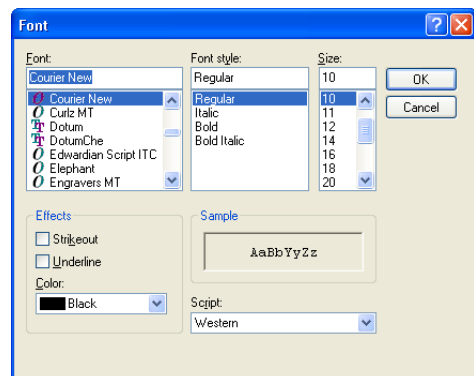 Font
Font: Font style: Size:
Courier New Regular 10
Courier New Regular 10
Curlz MT Italic 11
Dotum Bold 12
DotumChe Bold Italic 14
Edwardian Script ITC 16
Elephant 18
Engravers MT 20
OK
Cancel
Effects
Strikeout
Underline
Color:
Black
Sample
AaBbYyZz
Script:
Western